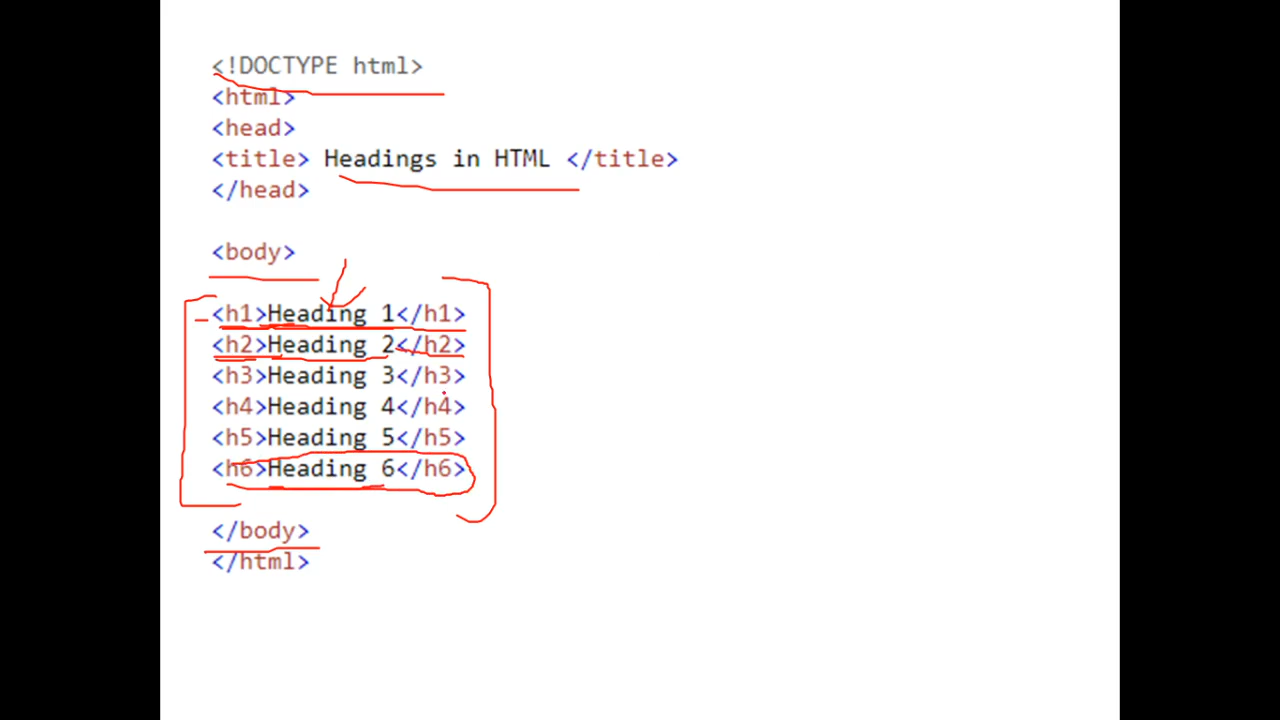 <!DOCTYPE html>
<html>
<head>
<title> Headings in HTML </title>
</head>
<body>
<h1>Heading 1</h1>
<h2>Heading 2</h2>
<h3>Heading 3</h3>
<h4>Heading 4</h4>
<h5>Heading 5</h5>
<h6>Heading 6</h6>
</body>
</html>